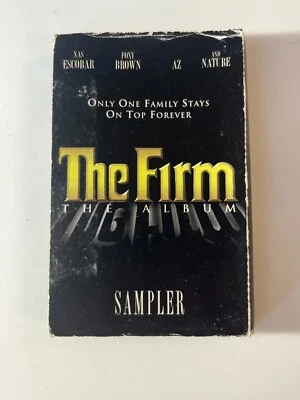 NAS ESCOBAR
FOXY BROWN
AZ
AND NATURE
ONLY ONE FAMILY STAYS
ON TOP FOREVER
The Firm
THE ALBUM
SAMPLER